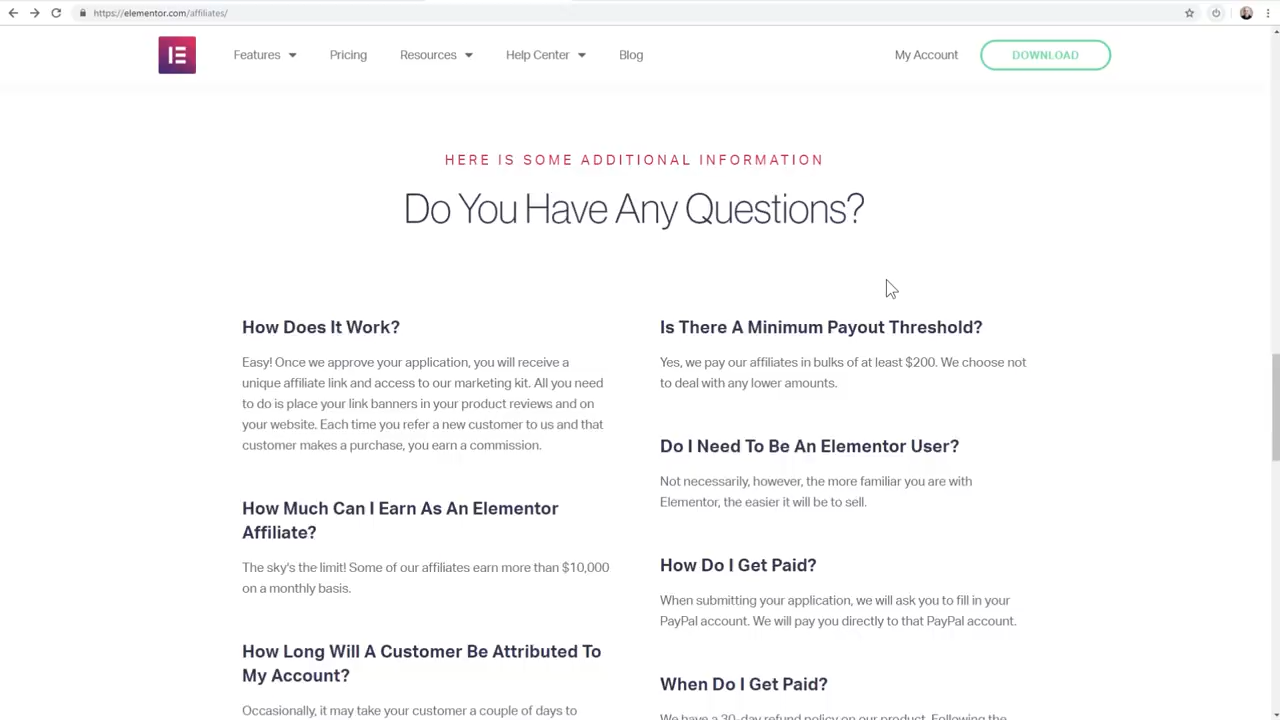 https://elementor.com/affiliates/
Features
Pricing
Resources
Help Center
Blog
My Account
DOWNLOAD
HERE IS SOME ADDITIONAL INFORMATION
Do You Have Any Questions?
How Does It Work?
Easy! Once we approve your application, you will receive a
unique affiliate link and access to our marketing kit. All you need
to do is place your link banners in your product reviews and on
your website. Each time you refer a new customer to us and that
customer makes a purchase, you earn a commission.
How Much Can I Earn As An Elementor
Affiliate?
The sky's the limit! Some of our affiliates earn more than $10,000
on a monthly basis.
How Long Will A Customer Be Attributed To
My Account?
Occasionally, it may take your customer a couple of days to
Is There A Minimum Payout Threshold?
Yes, we pay our affiliates in bulks of at least $200. We choose not
to deal with any lower amounts.
Do I Need To Be An Elementor User?
Not necessarily, however, the more familiar you are with
Elementor, the easier it will be to sell.
How Do I Get Paid?
When submitting your application, we will ask you to fill in your
PayPal account. We will pay you directly to that PayPal account.
When Do I Get Paid?
We have a 30-day refund policy on our product. Following the